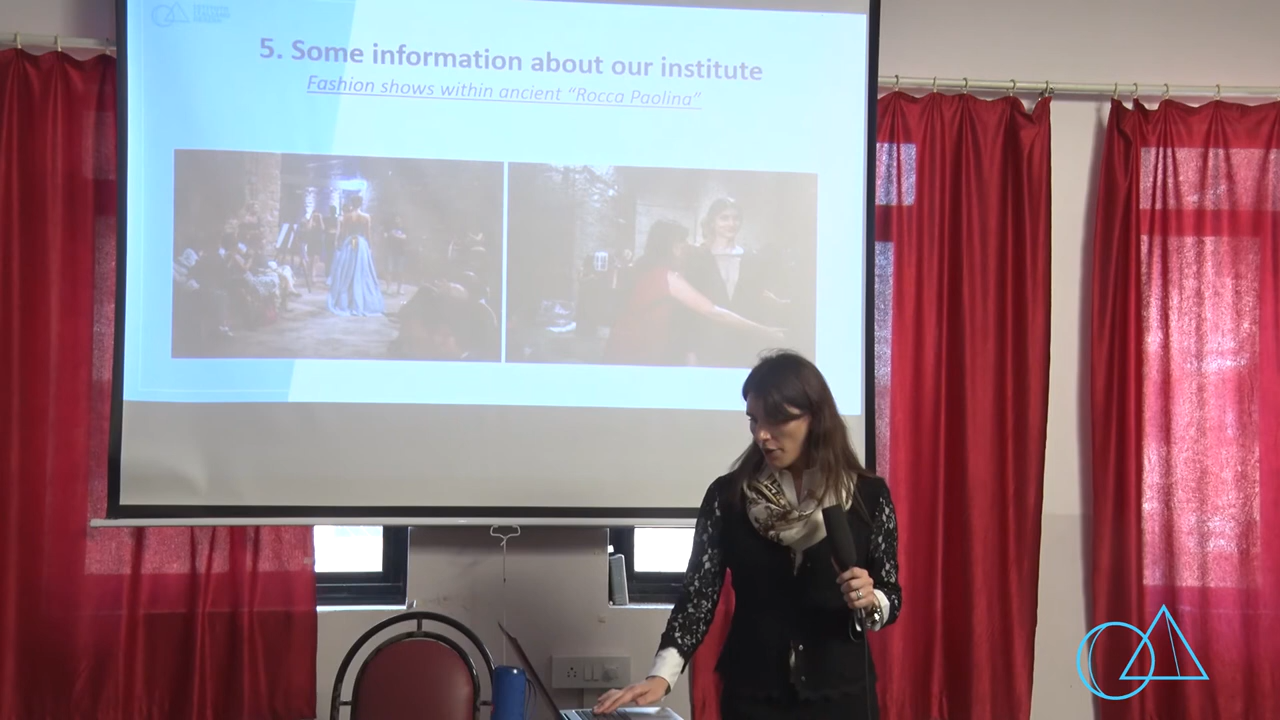 5. Some information about our institute
Fashion shows within ancient “Rocca Paolina”